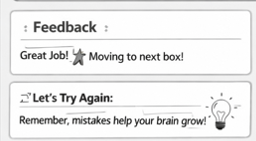 Feedback
Great Job! Moving to next box!
Let's Try Again:
Remember, mistakes help your brain grow!